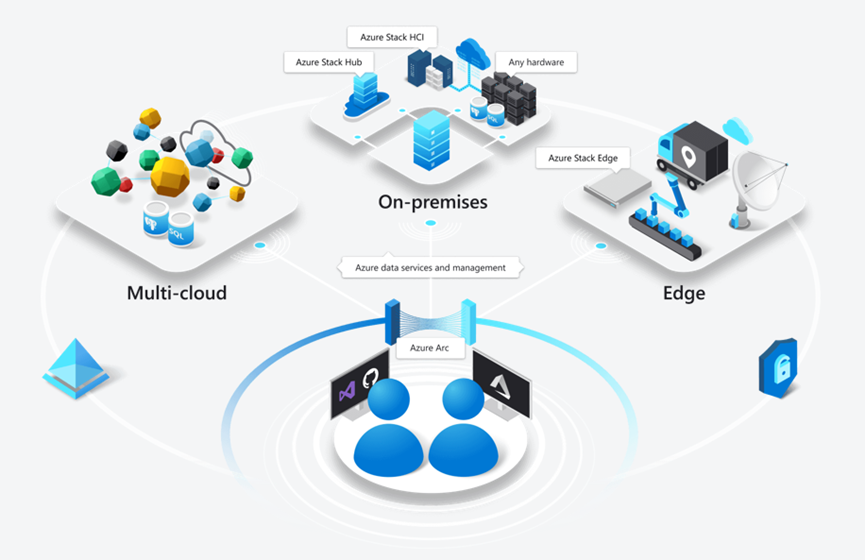 Azure Stack HCI
Azure Stack Hub
Any hardware
SQL
Azure Stack Edge
On-premises
SQL
Azure data services and management
Multi-cloud
Edge
Azure Arc